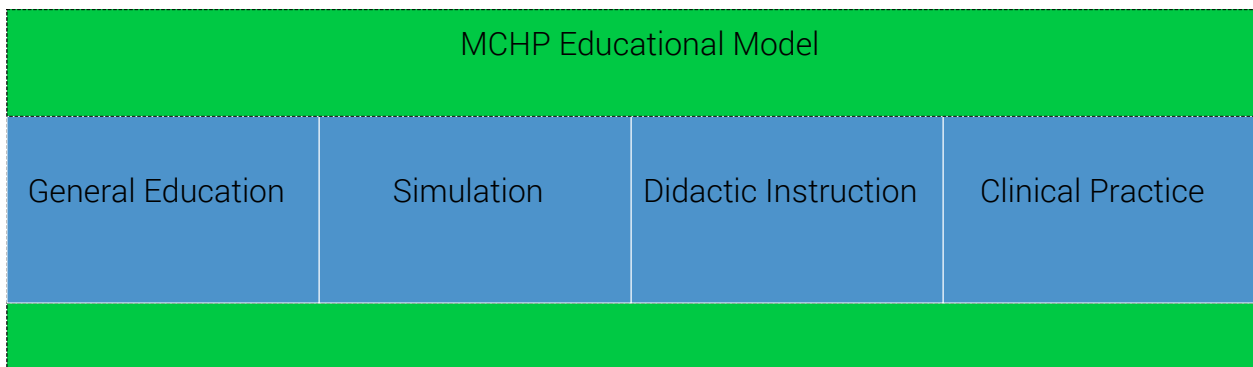 MCHP Educational Model
General Education
Simulation
Didactic Instruction
Clinical Practice